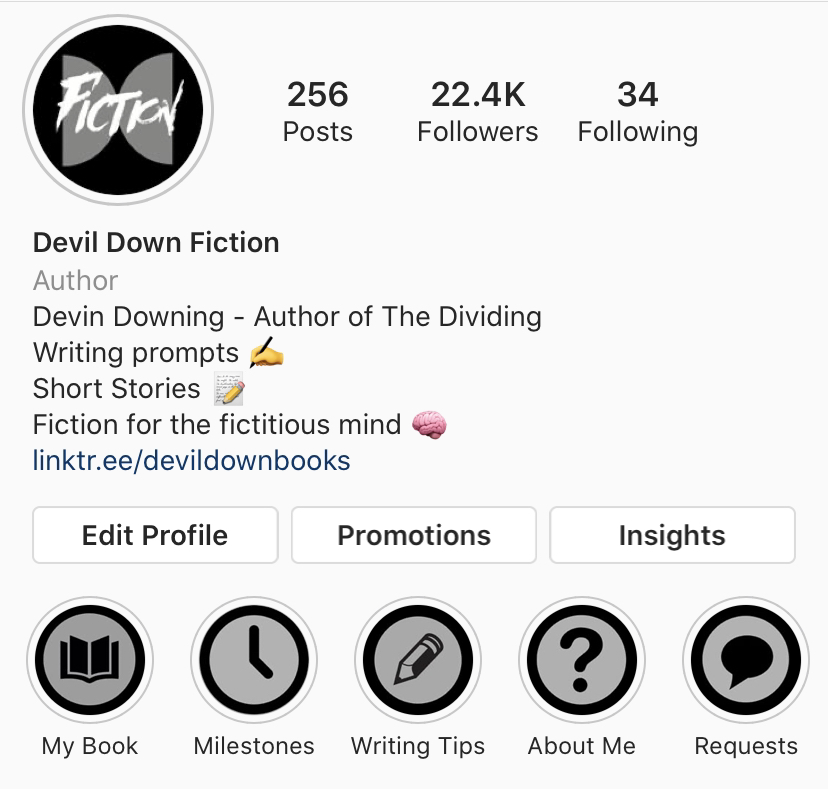 FICTION
256 22.4K 34
Posts Followers Following
Devil Down Fiction
Author
Devin Downing - Author of The Dividing
Writing prompts ✍️
Short Stories 📝
Fiction for the fictitious mind 🧠
linktr.ee/devildownbooks
Edit Profile Promotions Insights
My Book Milestones Writing Tips About Me Requests